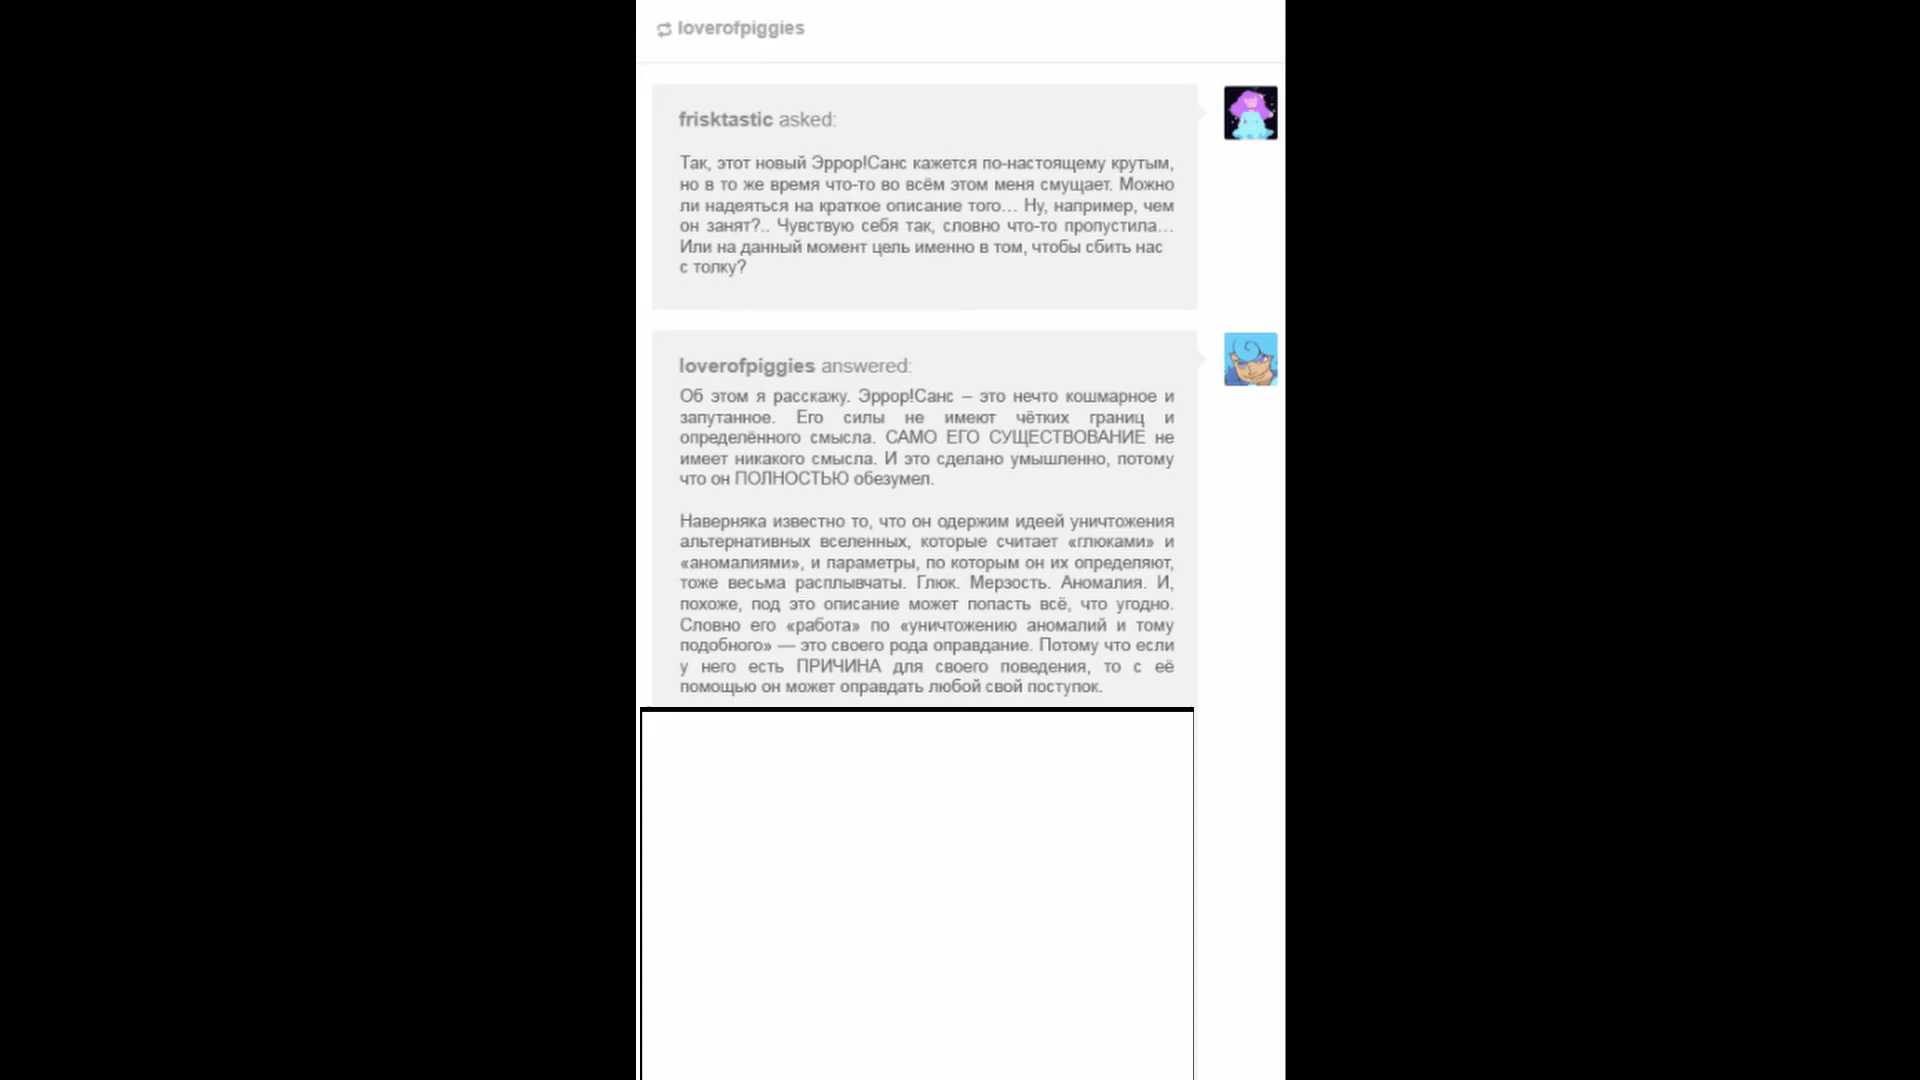 loverofpiggies
frisktastic asked:
Так, этот новый Эррор!Санс кажется по-настоящему крутым,
но в то же время что-то во всём этом меня смущает. Можно
ли надеяться на краткое описание того... Ну, например, чем
он занят?.. Чувствую себя так, словно что-то пропустила...
Или на данный момент цель именно в том, чтобы сбить нас
с толку?
loverofpiggies answered:
Об этом я расскажу. Эррор!Санс – это нечто кошмарное и
запутанное. Его силы не имеют чётких границ и
определённого смысла. САМО ЕГО СУЩЕСТВОВАНИЕ не
имеет никакого смысла. И это сделано умышленно, потому
что он ПОЛНОСТЬЮ обезумел.
Наверняка известно то, что он одержим идеей уничтожения
альтернативных вселенных, которые считает «глюками» и
«аномалиями», и параметры, по которым он их определяют,
тоже весьма расплывчаты. Глюк. Мерзость. Аномалия. И,
похоже, под это описание может попасть всё, что угодно.
Словно его «работа» по «уничтожению аномалий и тому
подобного» — это своего рода оправдание. Потому что если
у него есть ПРИЧИНА для своего поведения, то с её
помощью он может оправдать любой свой поступок.